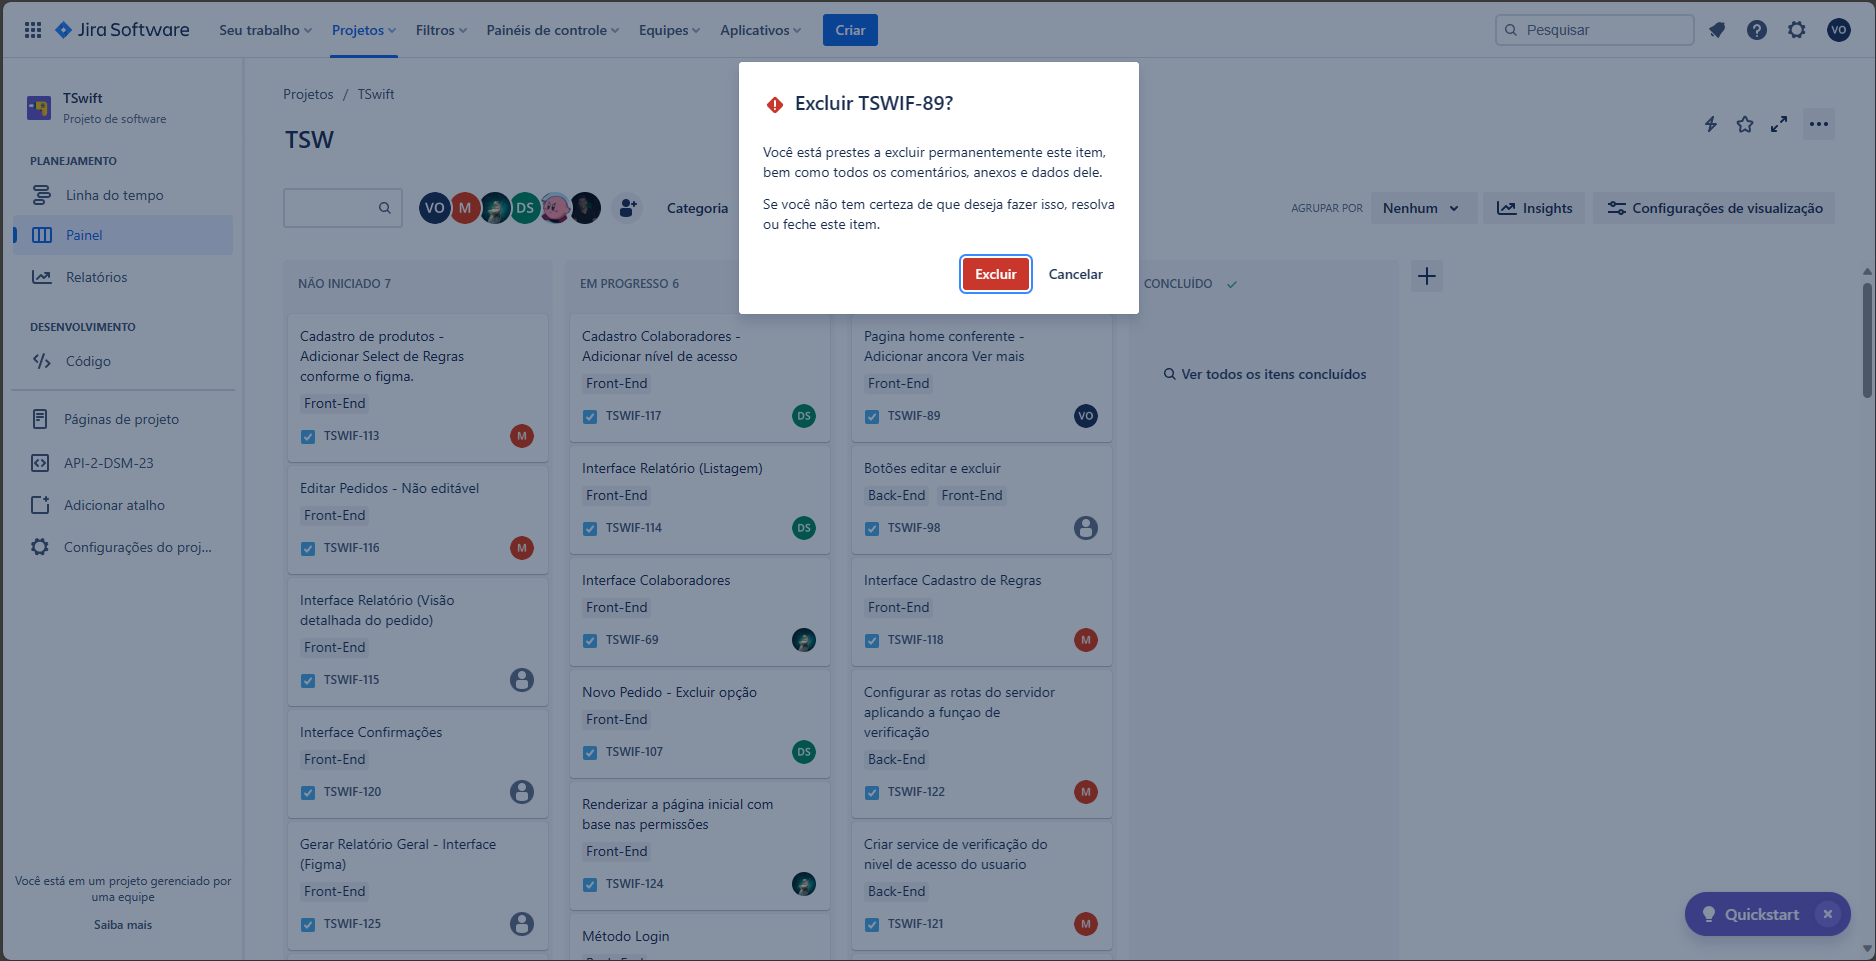 Jira Software
Seu trabalho
Projetos
Filtros
Painéis de controle
Equipes
Aplicativos
Criar
Pesquisar
VO
TSwift
Projeto de software
PLANEJAMENTO
Linha do tempo
Painel
Relatórios
DESENVOLVIMENTO
Código
Páginas de projeto
API-2-DSM-23
Adicionar atalho
Configurações do proj...
Você está em um projeto gerenciado por
uma equipe
Saiba mais
Projetos / TSwift
TSW
VO
M
DS
Categoria
AGRUPAR POR
Nenhum
Insights
Configurações de visualização
Excluir TSWIF-89?
Você está prestes a excluir permanentemente este item,
bem como todos os comentários, anexos e dados dele.
Se você não tem certeza de que deseja fazer isso, resolva
ou feche este item.
Excluir
Cancelar
NÃO INICIADO 7
Cadastro de produtos -
Adicionar Select de Regras
conforme o figma.
Front-End
TSWIF-113
M
Editar Pedidos - Não editável
Front-End
TSWIF-116
M
Interface Relatório (Visão
detalhada do pedido)
Front-End
TSWIF-115
Interface Confirmações
Front-End
TSWIF-120
Gerar Relatório Geral - Interface
(Figma)
Front-End
TSWIF-125
EM PROGRESSO 6
Cadastro Colaboradores -
Adicionar nível de acesso
Front-End
TSWIF-117
DS
Interface Relatório (Listagem)
Front-End
TSWIF-114
DS
Interface Colaboradores
Front-End
TSWIF-69
Novo Pedido - Excluir opção
Front-End
TSWIF-107
DS
Renderizar a página inicial com
base nas permissões
Front-End
TSWIF-124
Método Login
Back-End
Pagina home conferente -
Adicionar ancora Ver mais
Front-End
TSWIF-89
VO
Botões editar e excluir
Back-End Front-End
TSWIF-98
Interface Cadastro de Regras
Front-End
TSWIF-118
M
Configurar as rotas do servidor
aplicando a funçao de
verificação
Back-End
TSWIF-122
M
Criar service de verificação do
nivel de acesso do usuario
Back-End
TSWIF-121
M
CONCLUÍDO
Ver todos os itens concluídos
Quickstart